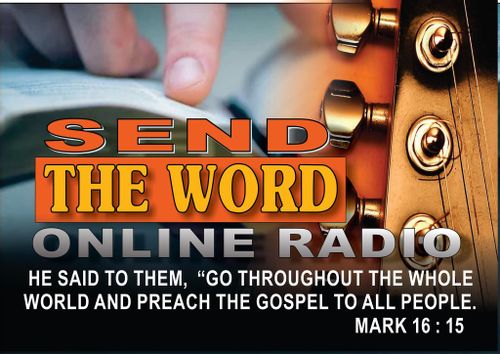 SEND
THE WORD
ONLINE RADIO
HE SAID TO THEM, “GO THROUGHOUT THE WHOLE
WORLD AND PREACH THE GOSPEL TO ALL PEOPLE.
MARK 16 : 15